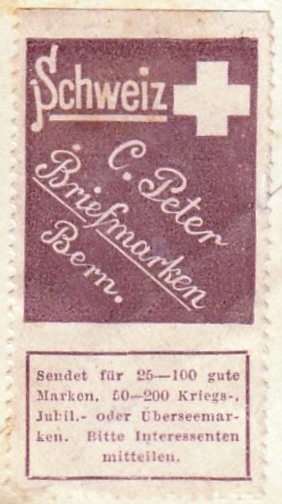 Schweiz
C. Peter
Briefmarken
Bern.
Sendet für 25—100 gute
Marken, 50—200 Kriegs-,
Jubil.- oder Überseemar-
ken. Bitte Interessenten
mitteilen.